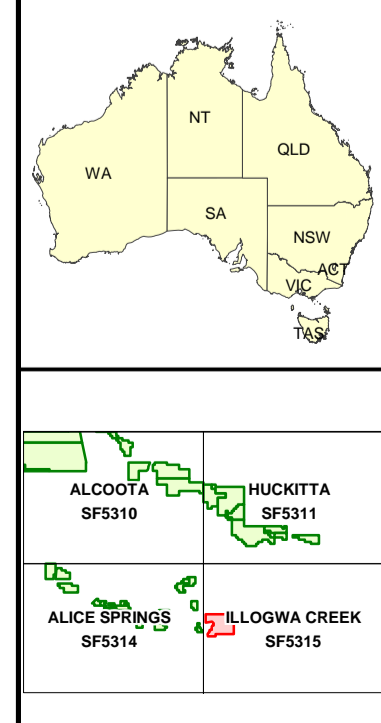 NT
QLD
WA
SA
NSW
ACT
VIC
TAS
ALCOOTA
SF5310
HUCKITTA
SF5311
ALICE SPRINGS
SF5314
ILLOGWA CREEK
SF5315